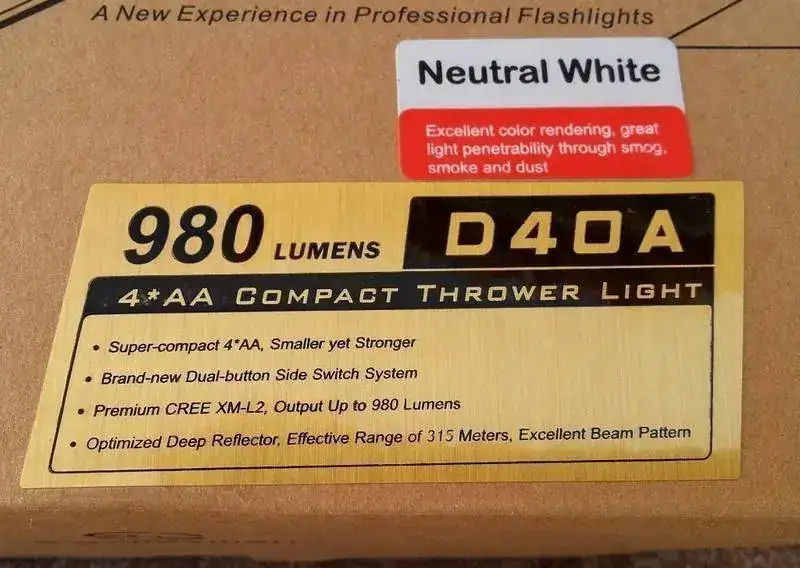 A New Experience in Professional Flashlights
Neutral White
Excellent color rendering, great
light penetrability through smog,
smoke and dust
980 LUMENS
D40A
4*AA COMPACT THROWER LIGHT
• Super-compact 4*AA, Smaller yet Stronger
• Brand-new Dual-button Side Switch System
• Premium CREE XM-L2, Output Up to 980 Lumens
• Optimized Deep Reflector, Effective Range of 315 Meters, Excellent Beam Pattern